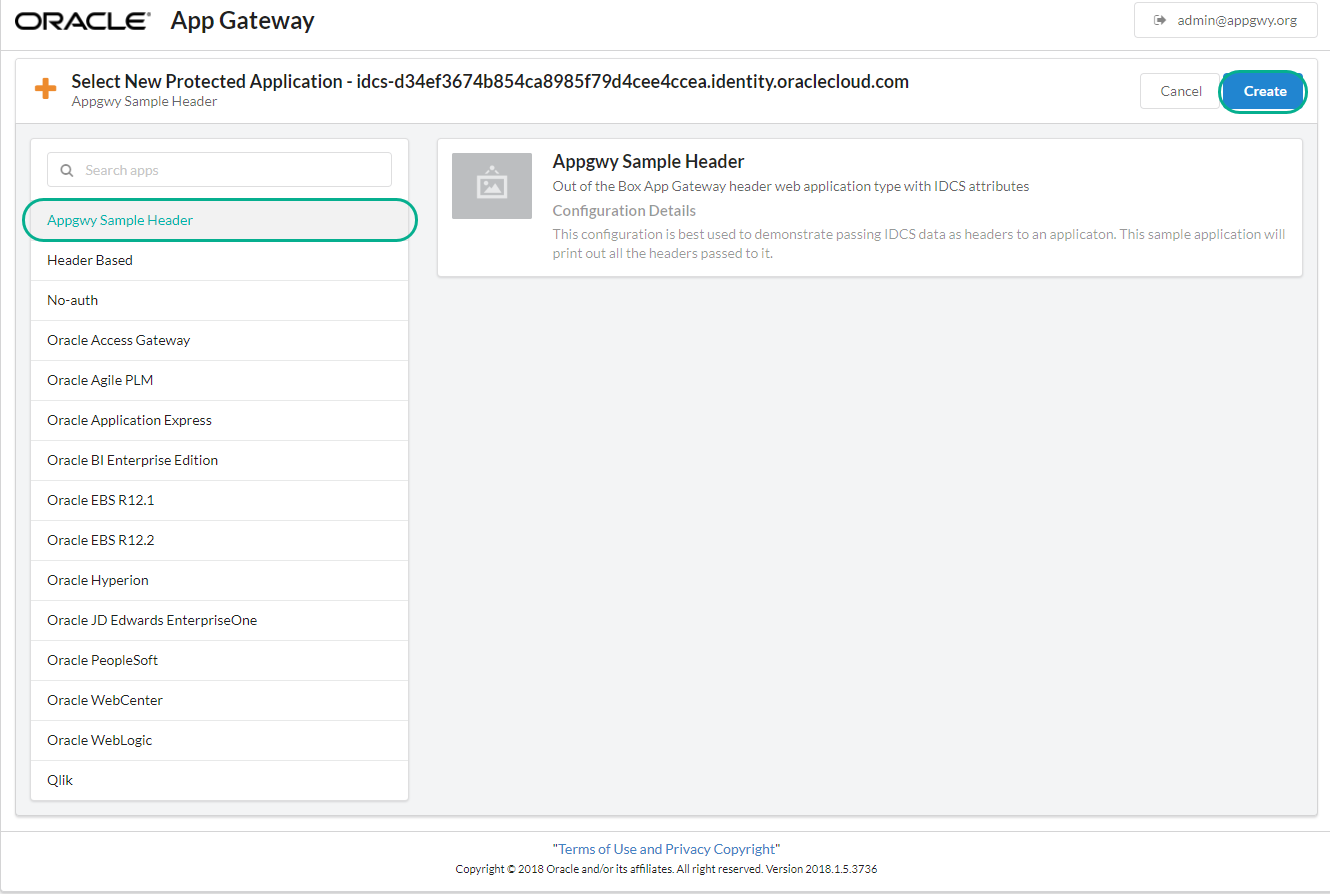 ORACLE® App Gateway
admin@appgwy.org
Select New Protected Application - idcs-d34ef3674b854ca8985f79d4cee4ccea.identity.oraclecloud.com
Appgwy Sample Header
Cancel
Create
Search apps
Appgwy Sample Header
Header Based
No-auth
Oracle Access Gateway
Oracle Agile PLM
Oracle Application Express
Oracle BI Enterprise Edition
Oracle EBS R12.1
Oracle EBS R12.2
Oracle Hyperion
Oracle JD Edwards EnterpriseOne
Oracle PeopleSoft
Oracle WebCenter
Oracle WebLogic
Qlik
Appgwy Sample Header
Out of the Box App Gateway header web application type with IDCS attributes
Configuration Details
This configuration is best used to demonstrate passing IDCS data as headers to an applicaton. This sample application will
print out all the headers passed to it.
"Terms of Use and Privacy Copyright"
Copyright © 2018 Oracle and/or its affiliates. All right reserved. Version 2018.1.5.3736